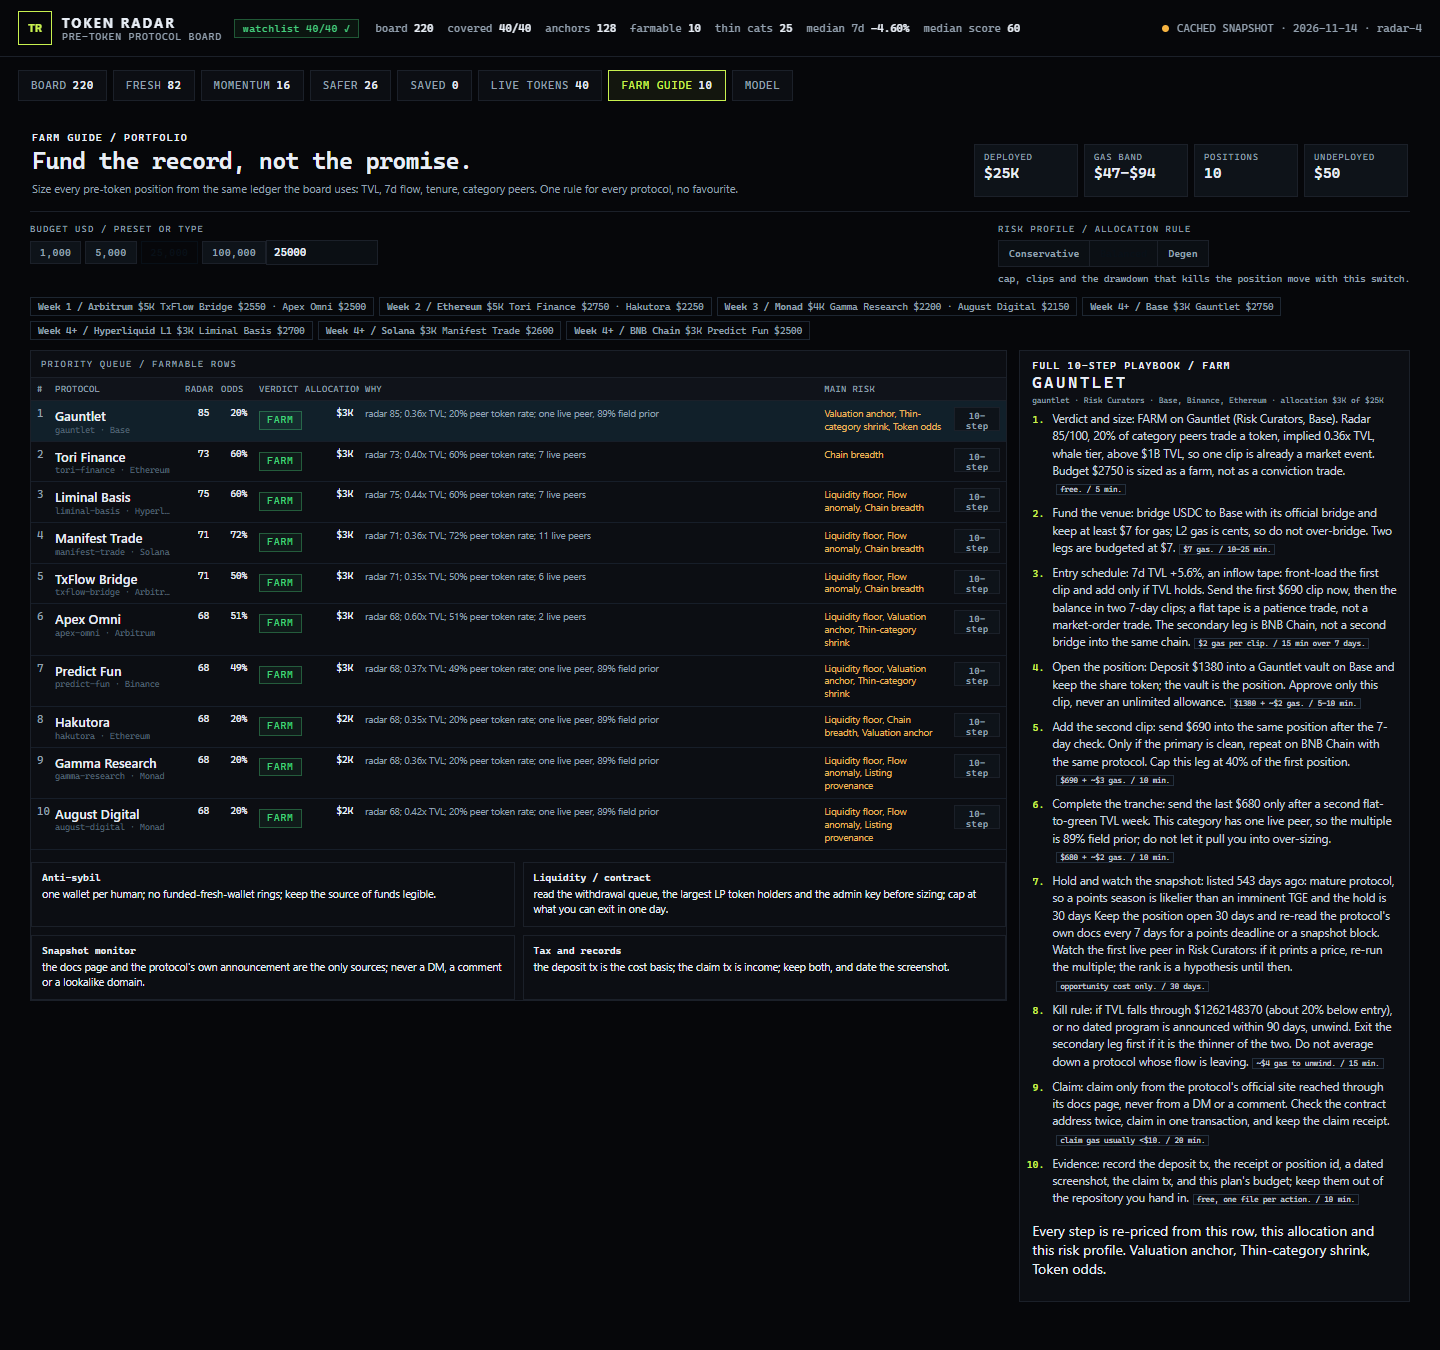 TR
TOKEN RADAR
PRE-TOKEN PROTOCOL BOARD
watchlist 40/40 ✓
board 220 covered 40/40 anchors 128 farmable 10 thin cats 25 median 7d −4.60% median score 60
CACHED SNAPSHOT · 2026-11-14 · radar-4
BOARD 220
FRESH 82
MOMENTUM 16
SAFER 26
SAVED 0
LIVE TOKENS 40
FARM GUIDE 10
MODEL
FARM GUIDE / PORTFOLIO
Fund the record, not the promise.
Size every pre-token position from the same ledger the board uses: TVL, 7d flow, tenure, category peers. One rule for every protocol, no favourite.
DEPLOYED
$25K
GAS BAND
$47–$94
POSITIONS
10
UNDEPLOYED
$50
BUDGET USD / PRESET OR TYPE
1,000
5,000
25,000
100,000
25000
RISK PROFILE / ALLOCATION RULE
Conservative
Degen
cap, clips and the drawdown that kills the position move with this switch.
Week 1 / Arbitrum $5K TxFlow Bridge $2550 · Apex Omni $2500
Week 2 / Ethereum $5K Tori Finance $2750 · Hakutora $2250
Week 3 / Monad $4K Gamma Research $2200 · August Digital $2150
Week 4+ / Base $3K Gauntlet $2750
Week 4+ / Hyperliquid L1 $3K Liminal Basis $2700
Week 4+ / Solana $3K Manifest Trade $2600
Week 4+ / BNB Chain $3K Predict Fun $2500
PRIORITY QUEUE / FARMABLE ROWS
# PROTOCOL RADAR ODDS VERDICT ALLOCATION WHY MAIN RISK
1 Gauntlet 85 20% FARM $3K radar 85; 0.36x TVL; 20% peer token rate; one live peer, 89% field prior Valuation anchor, Thin-category shrink, Token odds 10-step
gauntlet · Base
2 Tori Finance 73 60% FARM $3K radar 73; 0.40x TVL; 60% peer token rate; 7 live peers Chain breadth 10-step
tori-finance · Ethereum
3 Liminal Basis 75 60% FARM $3K radar 75; 0.44x TVL; 60% peer token rate; 7 live peers Liquidity floor, Flow anomaly, Chain breadth 10-step
liminal-basis · Hyperl…
4 Manifest Trade 71 72% FARM $3K radar 71; 0.36x TVL; 72% peer token rate; 11 live peers Liquidity floor, Flow anomaly, Chain breadth 10-step
manifest-trade · Solana
5 TxFlow Bridge 71 50% FARM $3K radar 71; 0.35x TVL; 50% peer token rate; 6 live peers Liquidity floor, Flow anomaly, Chain breadth 10-step
txflow-bridge · Arbitr…
6 Apex Omni 68 51% FARM $3K radar 68; 0.60x TVL; 51% peer token rate; 2 live peers Liquidity floor, Valuation anchor, Thin-category shrink 10-step
apex-omni · Arbitrum
7 Predict Fun 68 49% FARM $3K radar 68; 0.37x TVL; 49% peer token rate; one live peer, 89% field prior Liquidity floor, Valuation anchor, Thin-category shrink 10-step
predict-fun · Binance
8 Hakutora 68 20% FARM $2K radar 68; 0.35x TVL; 20% peer token rate; one live peer, 89% field prior Liquidity floor, Chain breadth, Valuation anchor 10-step
hakutora · Ethereum
9 Gamma Research 68 20% FARM $2K radar 68; 0.36x TVL; 20% peer token rate; one live peer, 89% field prior Liquidity floor, Flow anomaly, Listing provenance 10-step
gamma-research · Monad
10 August Digital 68 20% FARM $2K radar 68; 0.42x TVL; 20% peer token rate; one live peer, 89% field prior Liquidity floor, Flow anomaly, Listing provenance 10-step
august-digital · Monad
Anti-sybil
one wallet per human; no funded-fresh-wallet rings; keep the source of funds legible.
Liquidity / contract
read the withdrawal queue, the largest LP token holders and the admin key before sizing; cap at
what you can exit in one day.
Snapshot monitor
the docs page and the protocol's own announcement are the only sources; never a DM, a comment
or a lookalike domain.
Tax and records
the deposit tx is the cost basis; the claim tx is income; keep both, and date the screenshot.
FULL 10-STEP PLAYBOOK / FARM
GAUNTLET
gauntlet · Risk Curators · Base, Binance, Ethereum · allocation $3K of $25K
1. Verdict and size: FARM on Gauntlet (Risk Curators, Base). Radar
85/100, 20% of category peers trade a token, implied 0.36x TVL,
whale tier, above $1B TVL, so one clip is already a market event.
Budget $2750 is sized as a farm, not as a conviction trade.
free. / 5 min.
2. Fund the venue: bridge USDC to Base with its official bridge and
keep at least $7 for gas; L2 gas is cents, so do not over-bridge. Two
legs are budgeted at $7. $7 gas. / 10–25 min.
3. Entry schedule: 7d TVL +5.6%, an inflow tape: front-load the first
clip and add only if TVL holds. Send the first $690 clip now, then the
balance in two 7-day clips; a flat tape is a patience trade, not a
market-order trade. The secondary leg is BNB Chain, not a second
bridge into the same chain. $2 gas per clip. / 15 min over 7 days.
4. Open the position: Deposit $1380 into a Gauntlet vault on Base and
keep the share token; the vault is the position. Approve only this
clip, never an unlimited allowance. $1380 + ~$2 gas. / 5–10 min.
5. Add the second clip: send $690 into the same position after the 7-
day check. Only if the primary is clean, repeat on BNB Chain with
the same protocol. Cap this leg at 40% of the first position.
$690 + ~$3 gas. / 10 min.
6. Complete the tranche: send the last $680 only after a second flat-
to-green TVL week. This category has one live peer, so the multiple
is 89% field prior; do not let it pull you into over-sizing.
$680 + ~$2 gas. / 10 min.
7. Hold and watch the snapshot: listed 543 days ago: mature protocol,
so a points season is likelier than an imminent TGE and the hold is
30 days Keep the position open 30 days and re-read the protocol's
own docs every 7 days for a points deadline or a snapshot block.
Watch the first live peer in Risk Curators: if it prints a price, re-run
the multiple; the rank is a hypothesis until then.
opportunity cost only. / 30 days.
8. Kill rule: if TVL falls through $1262148370 (about 20% below entry),
or no dated program is announced within 90 days, unwind. Exit the
secondary leg first if it is the thinner of the two. Do not average
down a protocol whose flow is leaving. ~$4 gas to unwind. / 15 min.
9. Claim: claim only from the protocol's official site reached through
its docs page, never from a DM or a comment. Check the contract
address twice, claim in one transaction, and keep the claim receipt.
claim gas usually <$10. / 20 min.
10. Evidence: record the deposit tx, the receipt or position id, a dated
screenshot, the claim tx, and this plan's budget; keep them out of
the repository you hand in. free, one file per action. / 10 min.
Every step is re-priced from this row, this allocation and
this risk profile. Valuation anchor, Thin-category shrink,
Token odds.